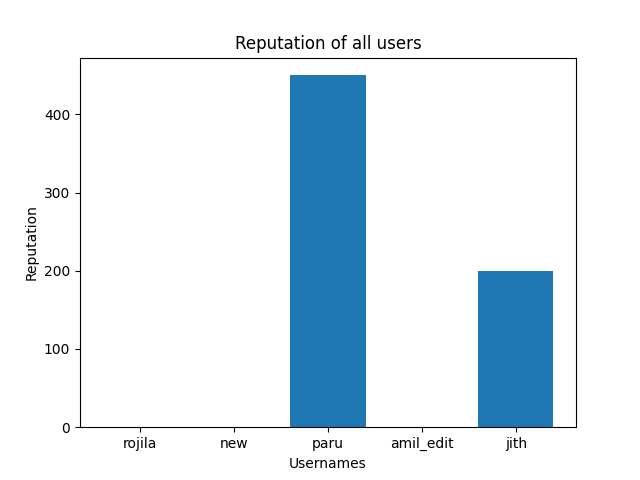 Reputation of all users
Reputation
400
300
200
100
0
rojila new paru amil_edit jith
Usernames